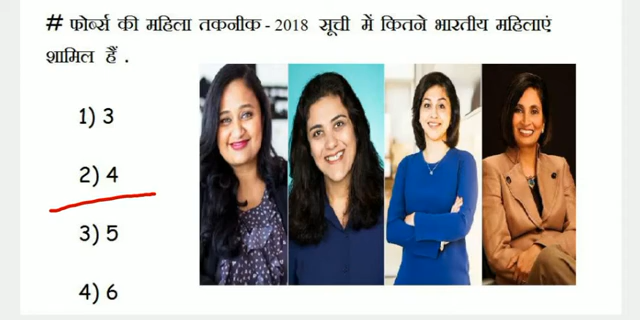 # फोर्ब्स की महिला तकनीक - 2018 सूची में कितने भारतीय महिलाएं
शामिल हैं .
1) 3
2) 4
3) 5
4) 6